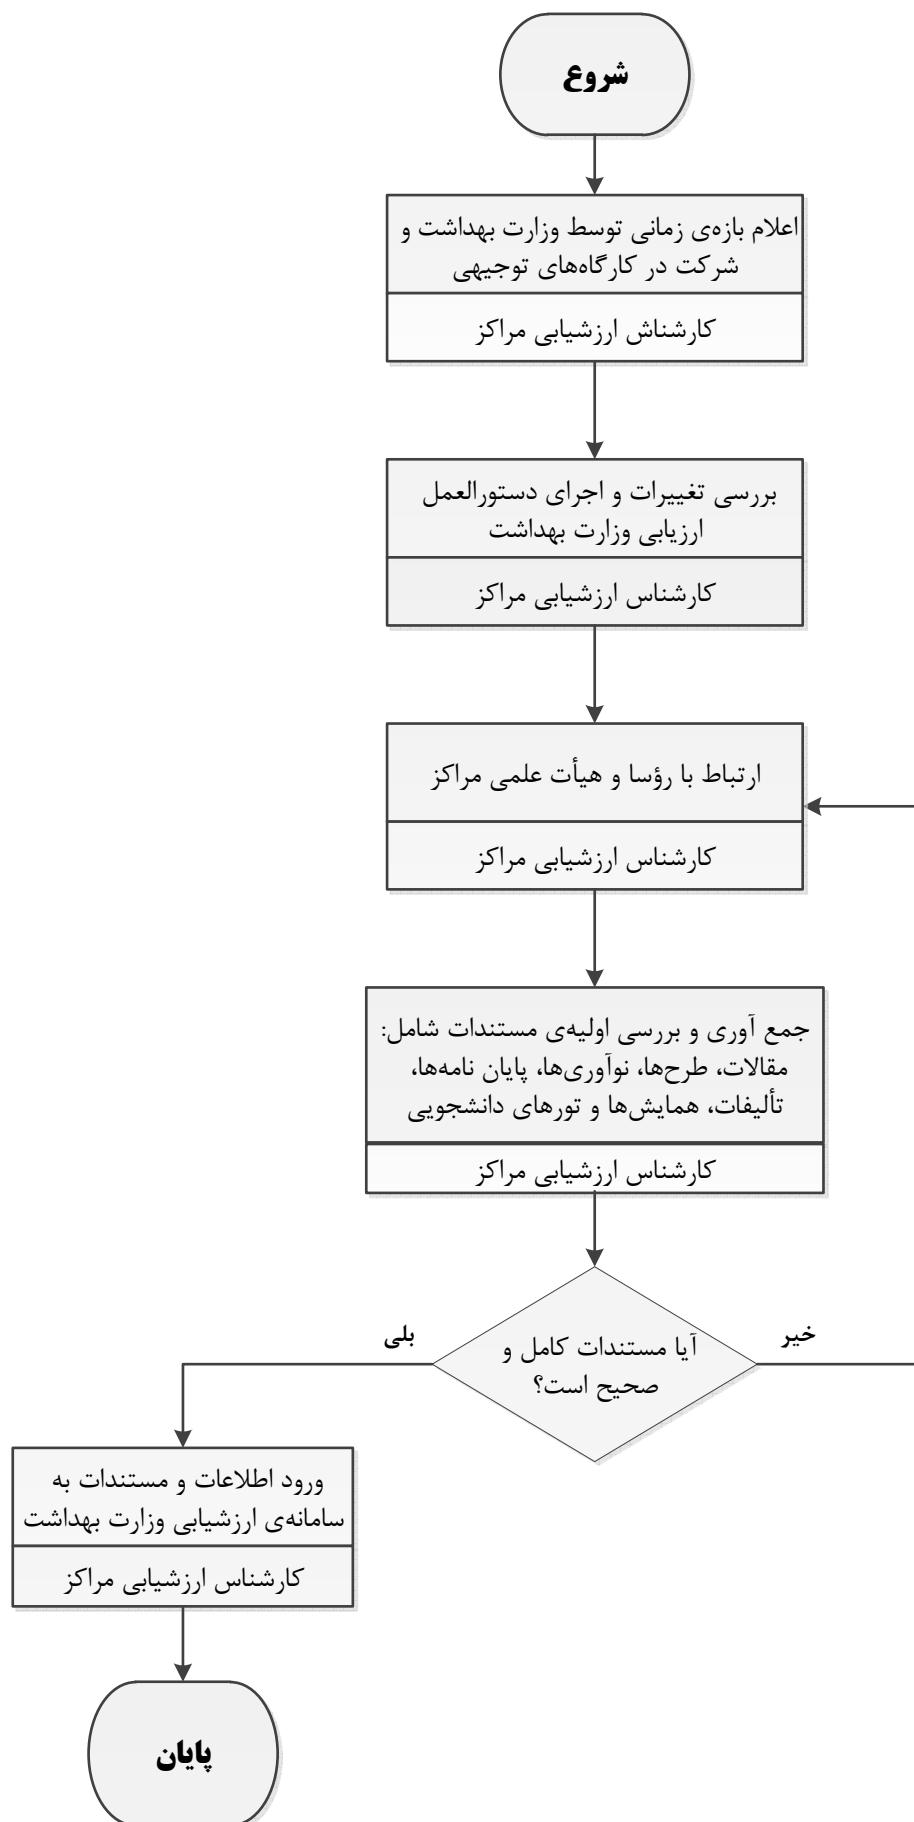 شروع
اعلام بازه‌ی زمانی توسط وزارت بهداشت و
شرکت در کارگاه‌های توجیهی
کارشناش ارزشیابی مراکز
بررسی تغییرات و اجرای دستورالعمل
ارزیابی وزارت بهداشت
کارشناس ارزشیابی مراکز
ارتباط با رؤسا و هیأت علمی مراکز
کارشناس ارزشیابی مراکز
جمع آوری و بررسی اولیه‌ی مستندات شامل:
مقالات، طرح‌ها، نوآوری‌ها، پایان نامه‌ها،
تألیفات، همایش‌ها و تورهای دانشجویی
کارشناس ارزشیابی مراکز
آیا مستندات کامل و
صحیح است؟
خیر
بلی
ورود اطلاعات و مستندات به
سامانه‌ی ارزشیابی وزارت بهداشت
کارشناس ارزشیابی مراکز
پایان